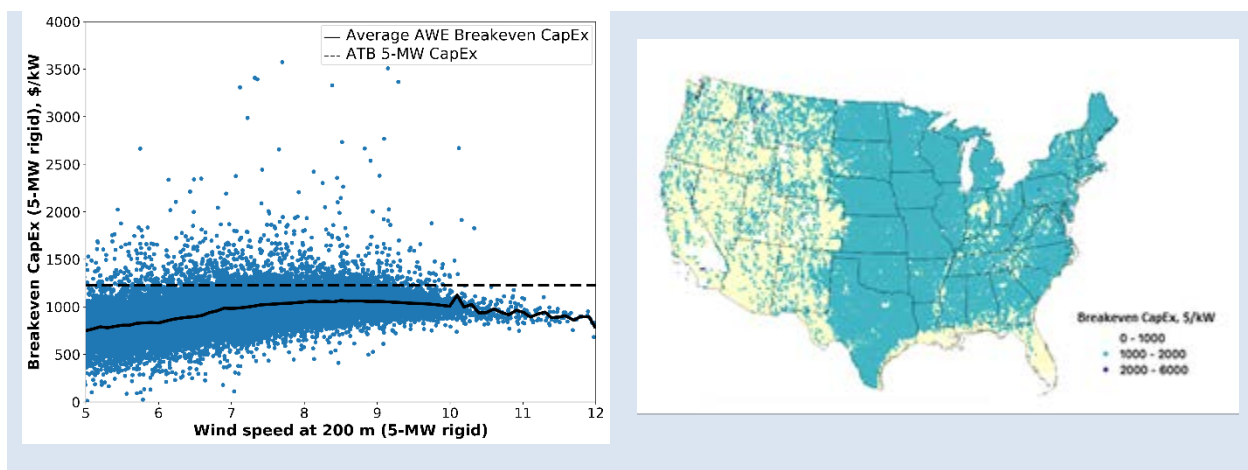 4000
3500
3000
2500
2000
1500
1000
500
0
Breakeven CapEx (5-MW rigid), $/kW
Average AWE Breakeven CapEx
ATB 5-MW CapEx
5 6 7 8 9 10 11 12
Wind speed at 200 m (5-MW rigid)
Breakeven CapEx, $/kW
0 - 1000
1000 - 2000
2000 - 6000